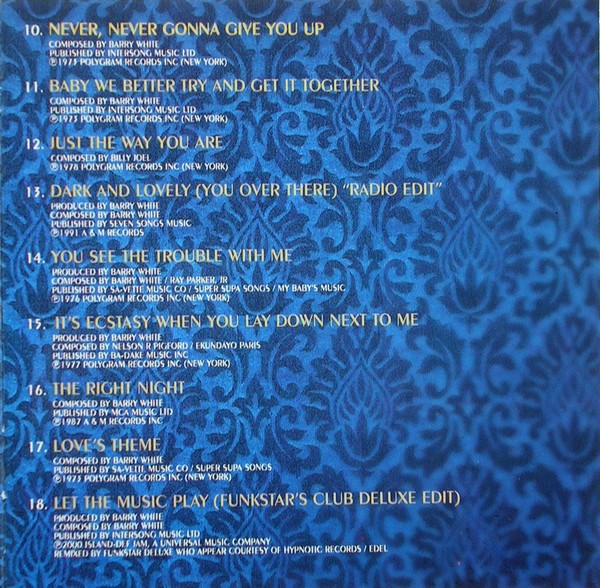 10. NEVER, NEVER GONNA GIVE YOU UP
COMPOSED BY BARRY WHITE
PUBLISHED BY INTERSONG MUSIC LTD
℗1973 POLYGRAM RECORDS INC (NEW YORK)
11. BABY WE BETTER TRY AND GET IT TOGETHER
COMPOSED BY BARRY WHITE
PUBLISHED BY INTERSONG MUSIC LTD
℗1975 POLYGRAM RECORDS INC (NEW YORK)
12. JUST THE WAY YOU ARE
COMPOSED BY BILLY JOEL
℗1978 POLYGRAM RECORDS INC (NEW YORK)
13. DARK AND LOVELY (YOU OVER THERE) "RADIO EDIT"
PRODUCED BY BARRY WHITE
COMPOSED BY BARRY WHITE
PUBLISHED BY SEVEN SONGS MUSIC
℗1991 A & M RECORDS
14. YOU SEE THE TROUBLE WITH ME
PRODUCED BY BARRY WHITE
COMPOSED BY BARRY WHITE / RAY PARKER, JR
PUBLISHED BY SA-VETTE MUSIC CO / SUPER SUPA SONGS / MY BABY'S MUSIC
℗1976 POLYGRAM RECORDS INC (NEW YORK)
15. IT'S ECSTASY WHEN YOU LAY DOWN NEXT TO ME
PRODUCED BY BARRY WHITE
COMPOSED BY NELSON R PIGFORD / EKUNDAYO PARIS
PUBLISHED BY BA-DAKE MUSIC INC
℗1977 POLYGRAM RECORDS INC (NEW YORK)
16. THE RIGHT NIGHT
COMPOSED BY BARRY WHITE
PUBLISHED BY MCA MUSIC LTD
℗1987 A & M RECORDS INC
17. LOVE'S THEME
COMPOSED BY BARRY WHITE
PUBLISHED BY SA-VETTE MUSIC CO / SUPER SUPA SONGS
℗1973 POLYGRAM RECORDS INC (NEW YORK)
18. LET THE MUSIC PLAY (FUNKSTAR'S CLUB DELUXE EDIT)
PRODUCED BY BARRY WHITE
COMPOSED BY BARRY WHITE
PUBLISHED BY INTERSONG MUSIC LTD
℗2000 ISLAND-DEF JAM, A UNIVERSAL MUSIC COMPANY
REMIXED BY FUNKSTAR DELUXE WHO APPEAR COURTESY OF HYPNOTIC RECORDS / EDEL